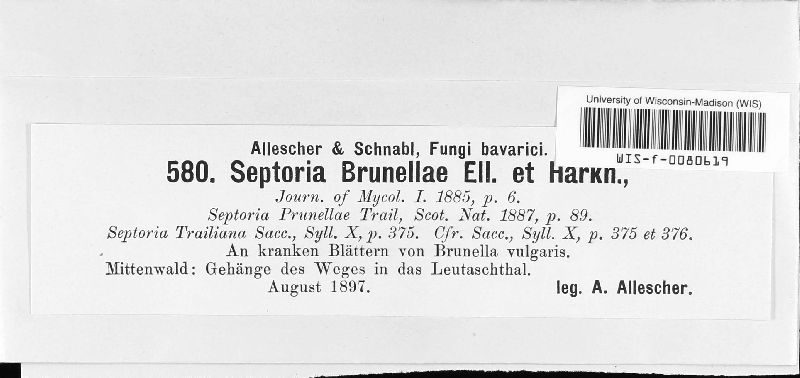 University of Wisconsin-Madison (WIS)
WIS-f-0080619
Allescher & Schnabl, Fungi bavarici.
580. Septoria Brunellae Ell. et Harkn.,
Journ. of Mycol. I. 1885, p. 6.
Septoria Prunellae Trail, Scot. Nat. 1887, p. 89.
Septoria Trailiana Sacc., Syll. X, p. 375. Cfr. Sacc., Syll. X, p. 375 et 376.
An kranken Blättern von Brunella vulgaris.
Mittenwald: Gehänge des Weges in das Leutaschthal.
August 1897. leg. A. Allescher.